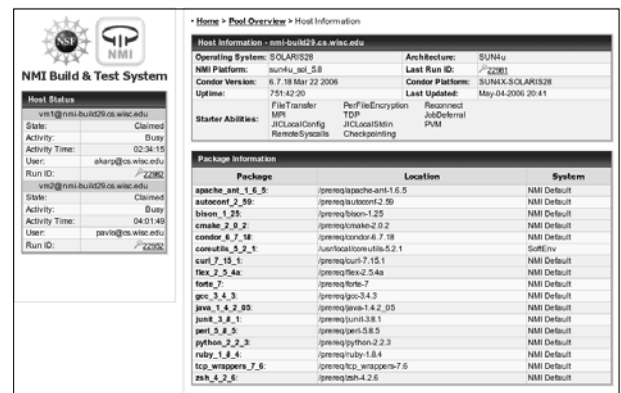 NSF
NMI
NMI Build & Test System
Host Status
vm1@nmi-build29.cs.wisc.edu
State: Claimed
Activity: Busy
Activity Time: 02:34:15
User: akarp@cs.wisc.edu
Run ID: 22982
vm2@nmi-build29.cs.wisc.edu
State: Claimed
Activity: Busy
Activity Time: 04:01:49
User: pavlo@cs.wisc.edu
Run ID: 22952
• Home > Pool Overview > Host Information
Host Information - nmi-build29.cs.wisc.edu
Operating System: SOLARIS28 Architecture: SUN4u
NMI Platform: sun4u_sol_5.8 Last Run ID: 22981
Condor Version: 6.7.18 Mar 22 2006 Condor Platform: SUN4X-SOLARIS28
Uptime: 751:42:20 Last Updated: May-04-2006 20:41
Starter Abilities:
FileTransfer PerFileEncryption Reconnect
MPI TDP JobDeferral
JICLocalConfig JICLocalStdin PVM
RemoteSyscalls Checkpointing
Package Information
Package Location System
apache_ant_1_6_5: /prereq/apache-ant-1.6.5 NMI Default
autoconf_2_59: /prereq/autoconf-2.59 NMI Default
bison_1_25: /prereq/bison-1.25 NMI Default
cmake_2_0_2: /prereq/cmake-2.0.2 NMI Default
condor_6_7_18: /prereq/condor-6.7.18 NMI Default
coreutils_5_2_1: /usr/local/coreutils-5.2.1 SoftEnv
curl_7_15_1: /prereq/curl-7.15.1 NMI Default
flex_2_5_4a: /prereq/flex-2.5.4a NMI Default
forte_7: /prereq/forte-7 NMI Default
gcc_3_4_3: /prereq/gcc-3.4.3 NMI Default
java_1_4_2_05: /prereq/java-1.4.2_05 NMI Default
junit_3_8_1: /prereq/junit-3.8.1 NMI Default
perl_5_8_5: /prereq/perl-5.8.5 NMI Default
python_2_2_3: /prereq/python-2.2.3 NMI Default
ruby_1_8_4: /prereq/ruby-1.8.4 NMI Default
tcp_wrappers_7_6: /prereq/tcp_wrappers-7.6 NMI Default
zsh_4_2_6: /prereq/zsh-4.2.6 NMI Default